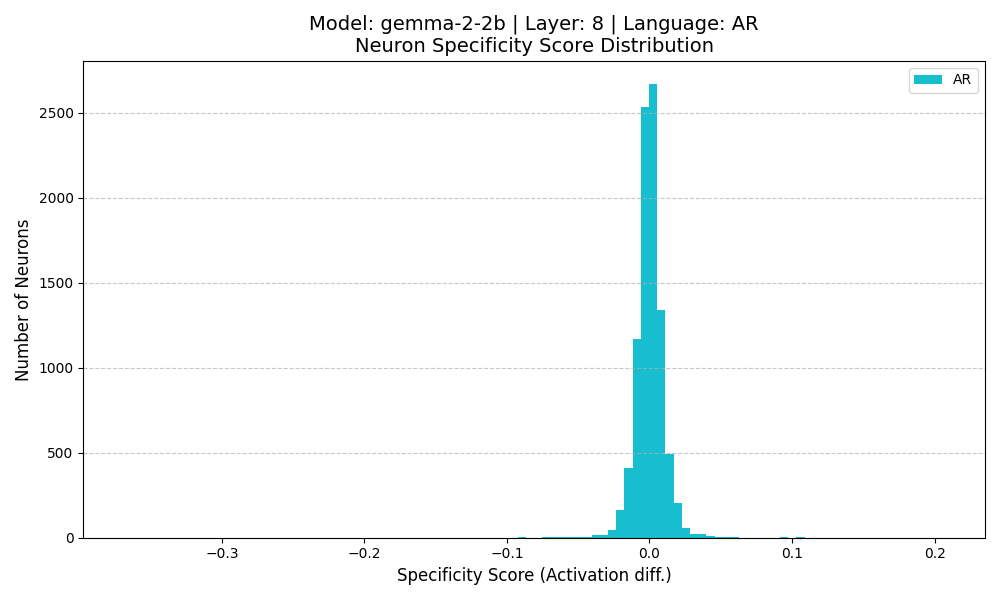 Model: gemma-2-2b | Layer: 8 | Language: AR
Neuron Specificity Score Distribution
AR
Number of Neurons
2500
2000
1500
1000
500
0
−0.3
−0.2
−0.1
0.0
0.1
0.2
Specificity Score (Activation diff.)